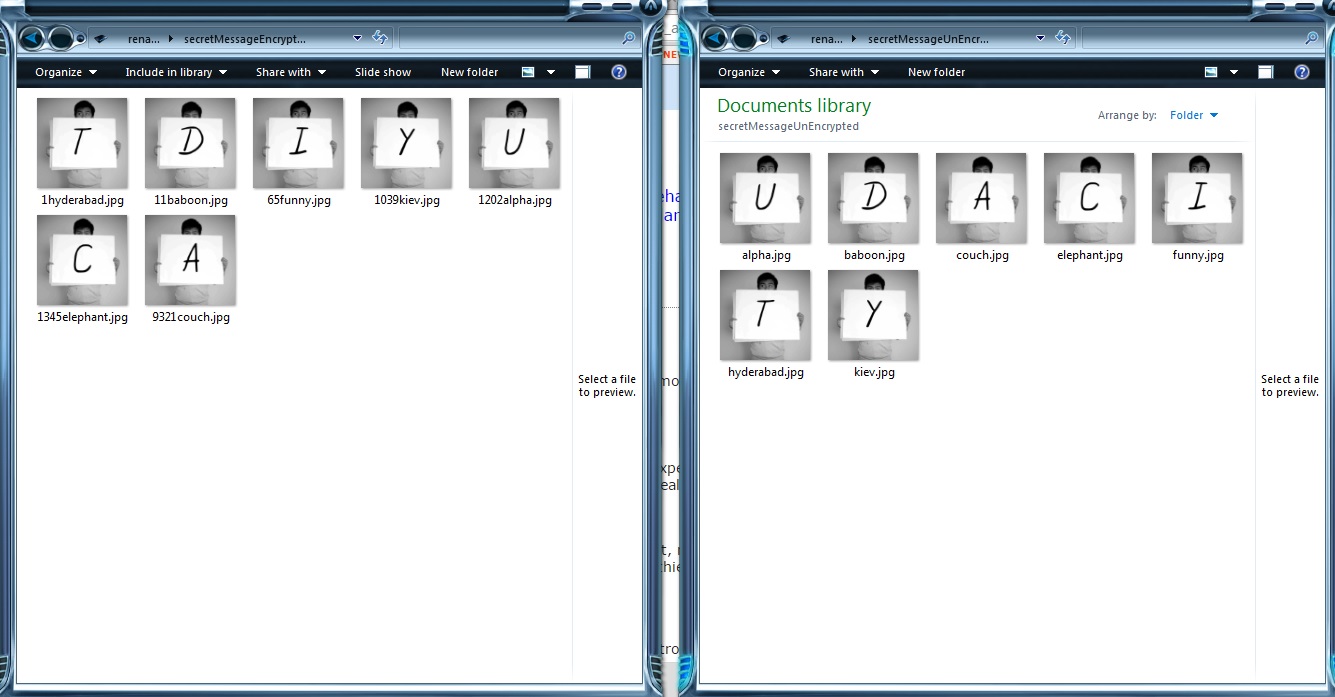 rena... secretMessageEncrypt...
Organize Include in library Share with Slide show New folder
T D I Y U
1hyderabad.jpg 11baboon.jpg 65funny.jpg 1039kiev.jpg 1202alpha.jpg
C A
1345elephant.jpg 9321couch.jpg
Select a file
to preview.
NE
rena... secretMessageUnEncr...
Organize Share with New folder
Documents library
secretMessageUnEncrypted
Arrange by: Folder
U D A C I
alpha.jpg baboon.jpg couch.jpg elephant.jpg funny.jpg
T Y
hyderabad.jpg kiev.jpg
Select a file
to preview.